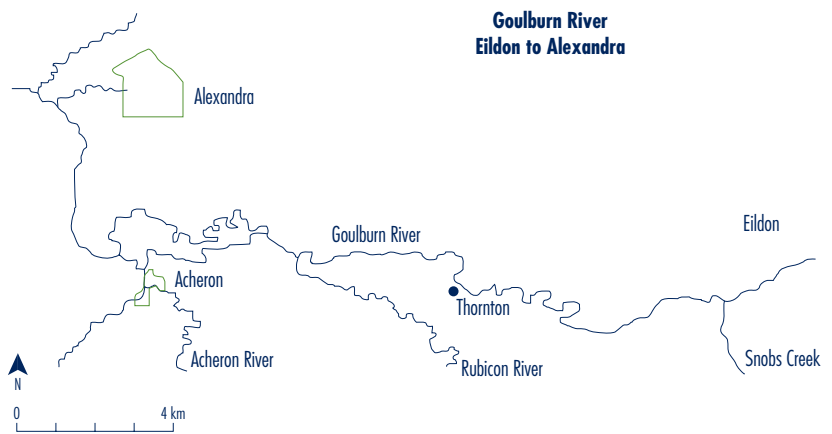 Goulburn River
Eildon to Alexandra
Alexandra
Eildon
Goulburn River
Acheron
Thornton
Acheron River
Rubicon River
Snobs Creek
N
0 4 km